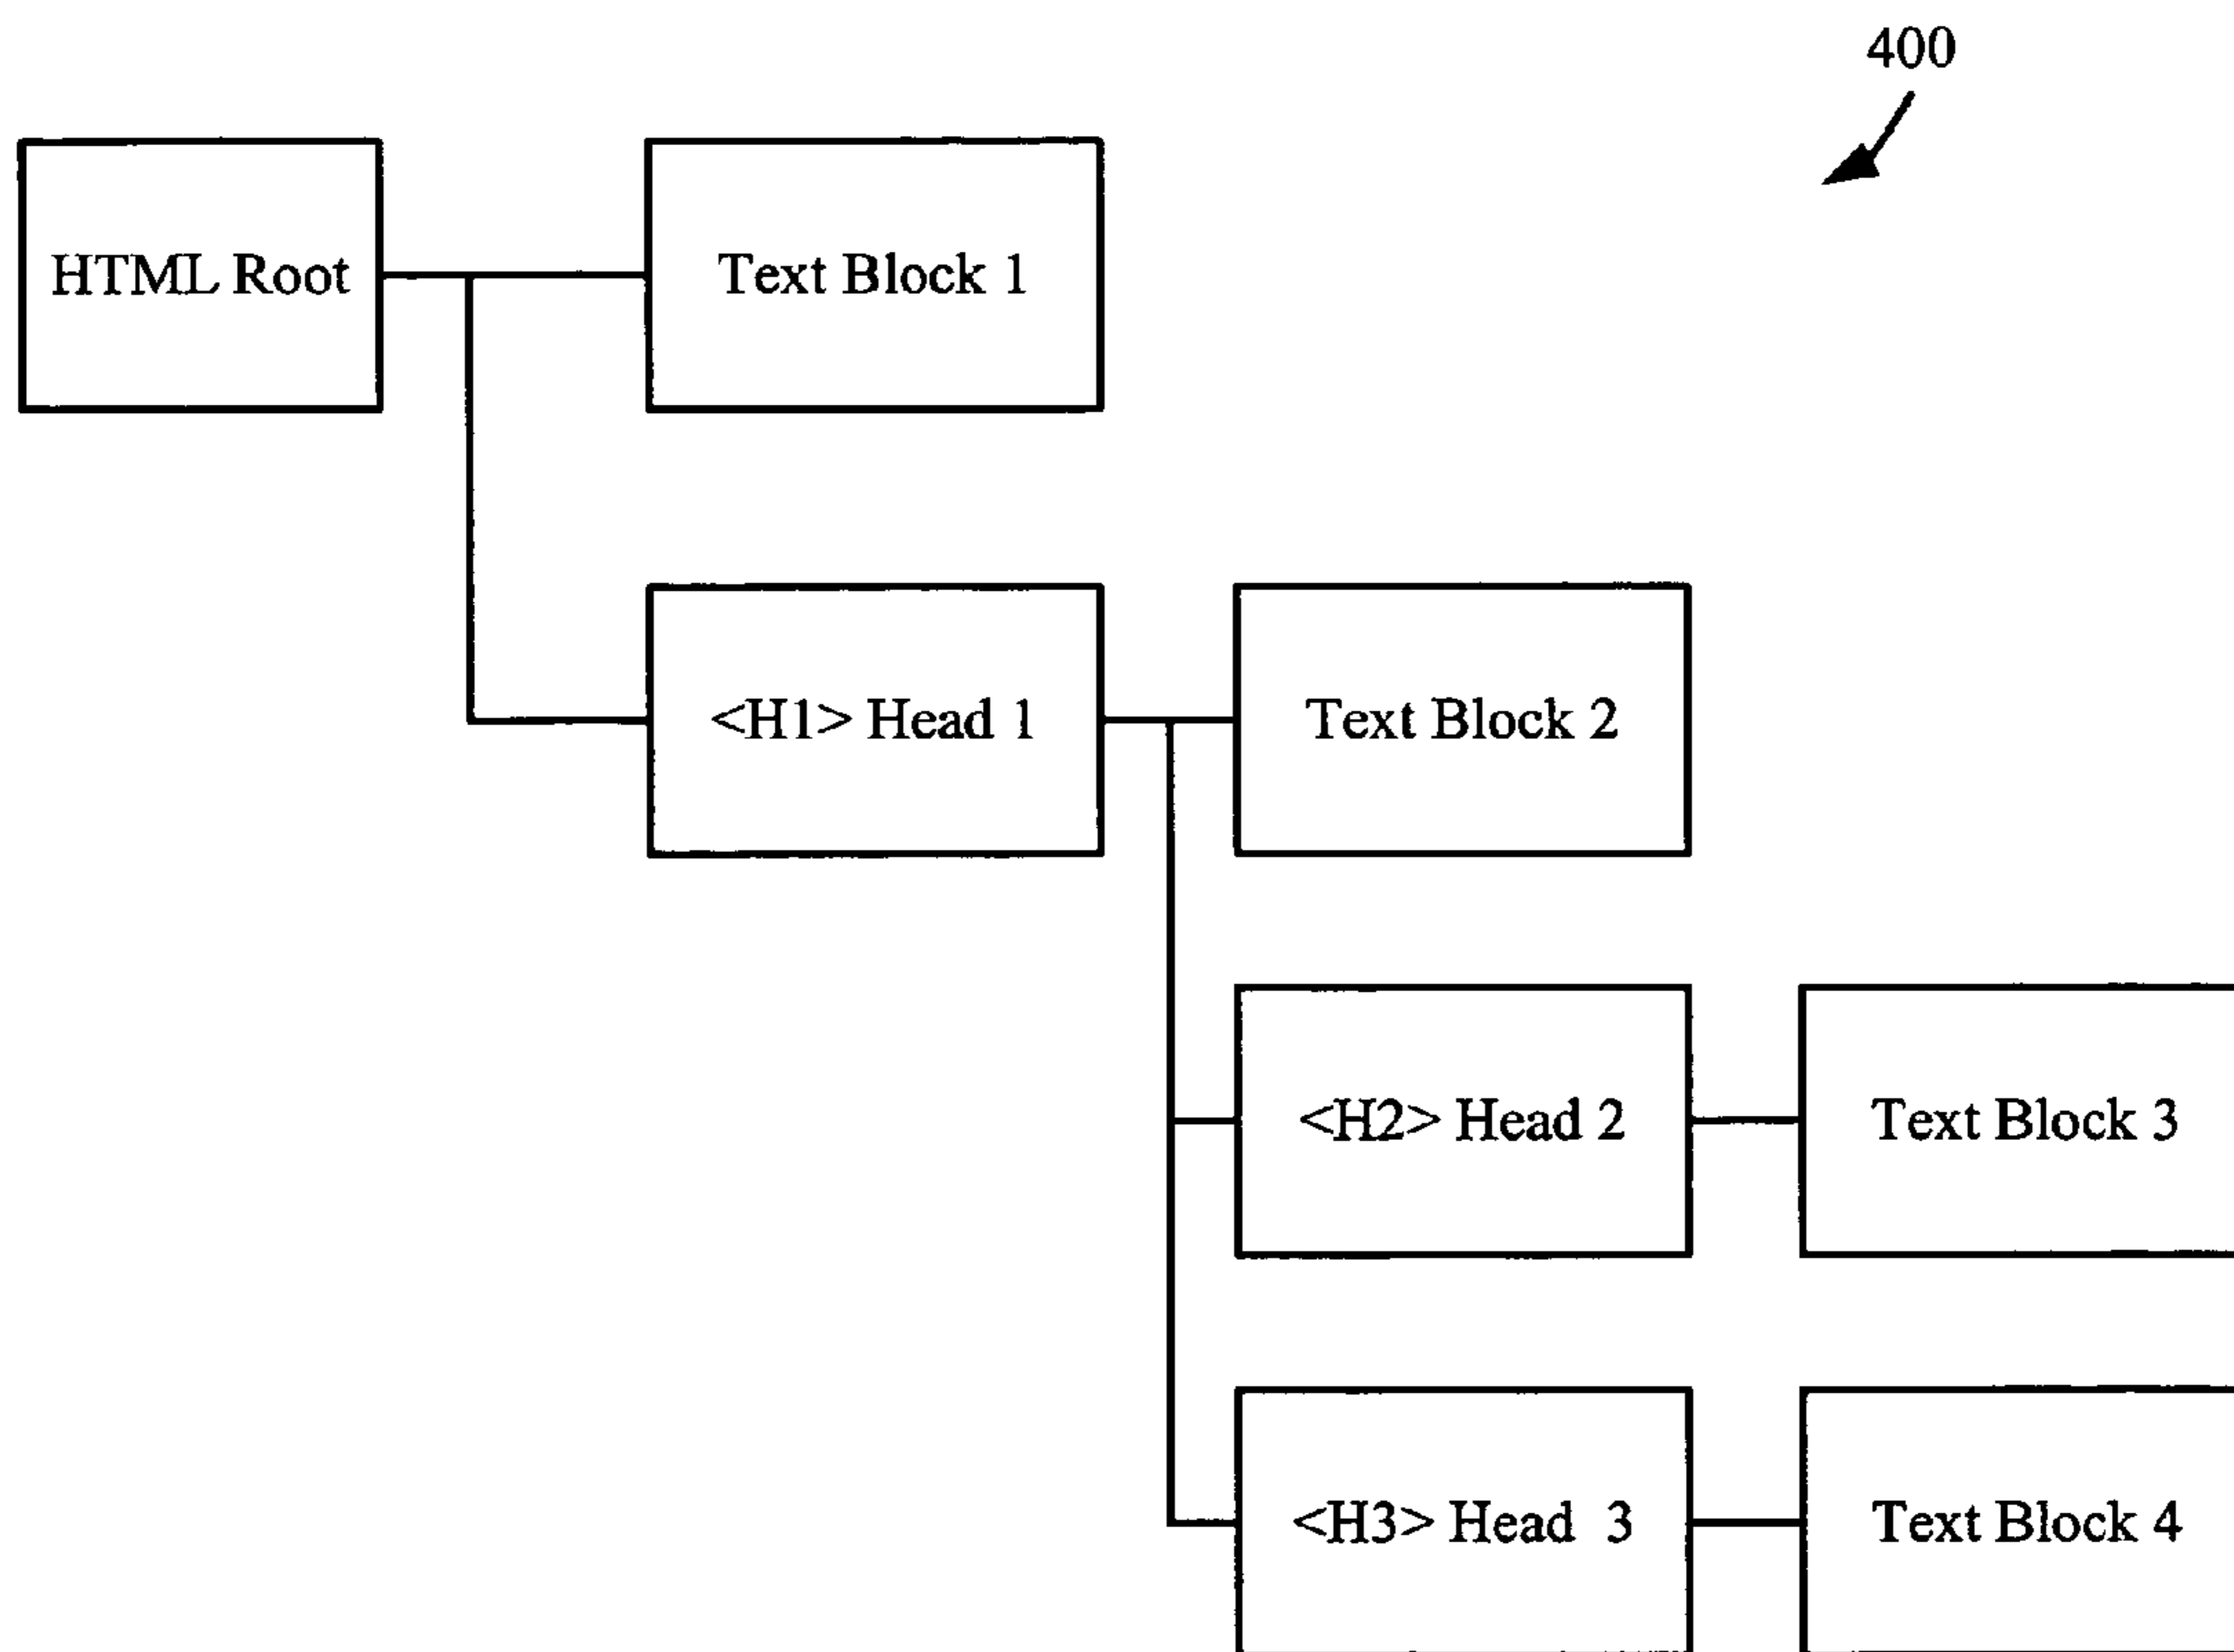 400
HTML Root
Text Block 1
<H1> Head 1
Text Block 2
<H2> Head 2
Text Block 3
<H3> Head 3
Text Block 4